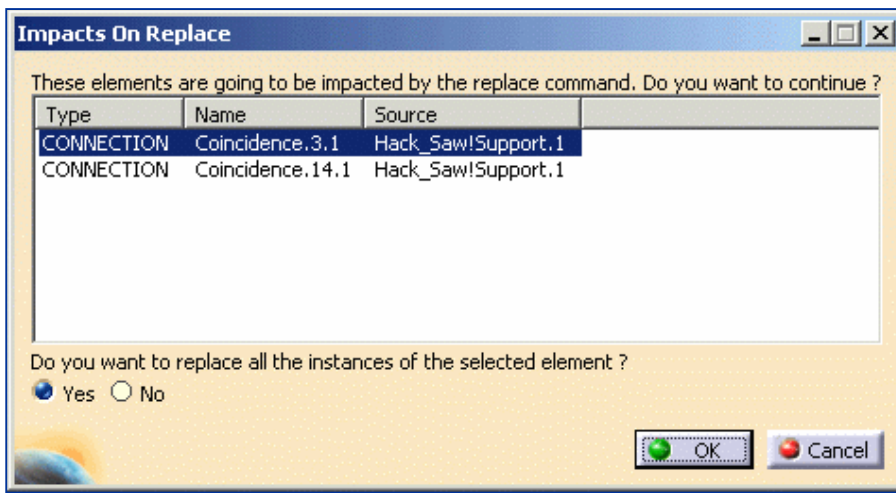 Impacts On Replace
These elements are going to be impacted by the replace command. Do you want to continue ?
Type Name Source
CONNECTION Coincidence.3.1 Hack_Saw!Support.1
CONNECTION Coincidence.14.1 Hack_Saw!Support.1
Do you want to replace all the instances of the selected element ?
Yes No
OK Cancel